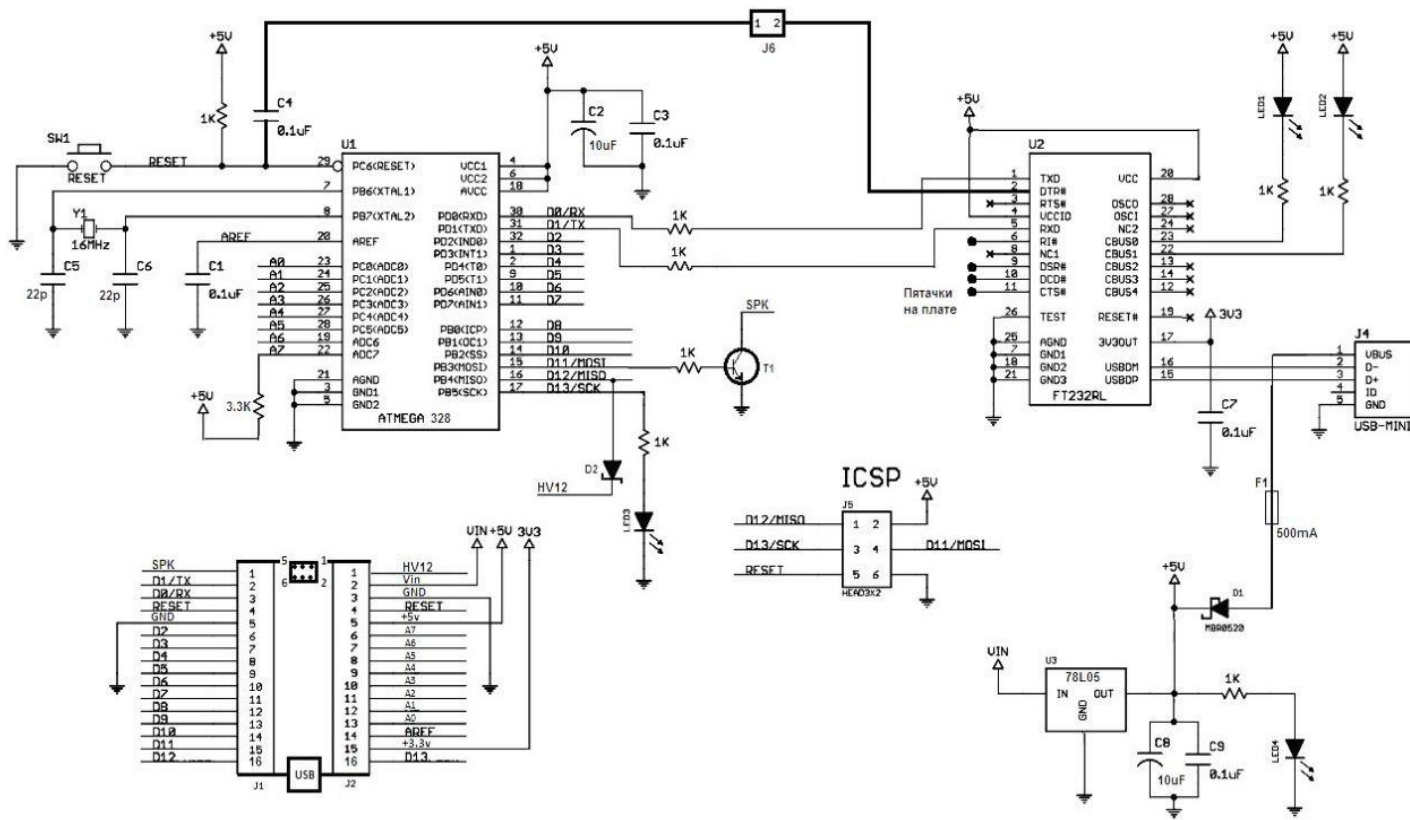 1 2
J6
+5V
+5V
+5V
+5V
+5V
1K
C4
0.1uF
C2
10uF
C3
0.1uF
LED1
LED2
1K
1K
SW1
RESET
RESET
U1
29 PC6(RESET)
7 PB6(XTAL1)
8 PB7(XTAL2)
20 AREF
23 PC0(ADC0)
24 PC1(ADC1)
25 PC2(ADC2)
26 PC3(ADC3)
27 PC4(ADC4)
28 PC5(ADC5)
19 ADC6
22 ADC7
21 AGND
3 GND1
5 GND2
VCC1 4
VCC2 6
AVCC 18
PD0(RXD) 30 D0/RX
PD1(TXD) 31 D1/TX
PD2(IND0) 32 D2
PD3(INT1) 1 D3
PD4(T0) 2 D4
PD5(T1) 9 D5
PD6(AIN0) 10 D6
PD7(AIN1) 11 D7
PB0(ICP) 12 D8
PB1(OC1) 13 D9
PB2(SS) 14 D10
PB3(MOSI) 15 D11/MOSI
PB4(MISO) 16 D12/MISO
PB5(SCK) 17 D13/SCK
ATMEGA 328
Y1
16MHz
C5
22p
C6
22p
AREF
C1
0.1uF
A0
A1
A2
A3
A4
A5
A6
A7
+5V
3.3K
1K
1K
SPK
1K
T1
1K
D2
HV12
LED3
U2
1 TXD
2 DTR#
3 RTS#
4 VCCIO
5 RXD
6 RI#
8 NC1
9 DSR#
10 DCD#
11 CTS#
26 TEST
25 AGND
7 GND1
18 GND2
21 GND3
VCC 20
OSCO 28
OSCI 27
NC2 24
CBUS0 23
CBUS1 22
CBUS2 13
CBUS3 14
CBUS4 12
RESET# 19
3V3OUT 17
USBDM 16
USBDP 15
FT232RL
Пятачки
на плате
3V3
C7
0.1uF
J4
1 VBUS
2 D-
3 D+
4 ID
5 GND
USB-MINI
F1
500mA
ICSP
J5
+5V
D12/MISO 1 2
D13/SCK 3 4 D11/MOSI
RESET 5 6
HEAD3X2
+5V
D1
MBR0520
VIN
U3
78L05
IN OUT
GND
1K
C8
10uF
C9
0.1uF
LED4
VIN +5V 3V3
5 1
6 2
SPK 1
D1/TX 2
D0/RX 3
RESET 4
GND 5
D2 6
D3 7
D4 8
D5 9
D6 10
D7 11
D8 12
D9 13
D10 14
D11 15
D12 16
J1
USB
1 HV12
2 Vin
3 GND
4 RESET
5 +5v
6 A7
7 A6
8 A5
9 A4
10 A3
11 A2
12 A1
13 A0
14 AREF
15 +3.3v
16 D13
J2